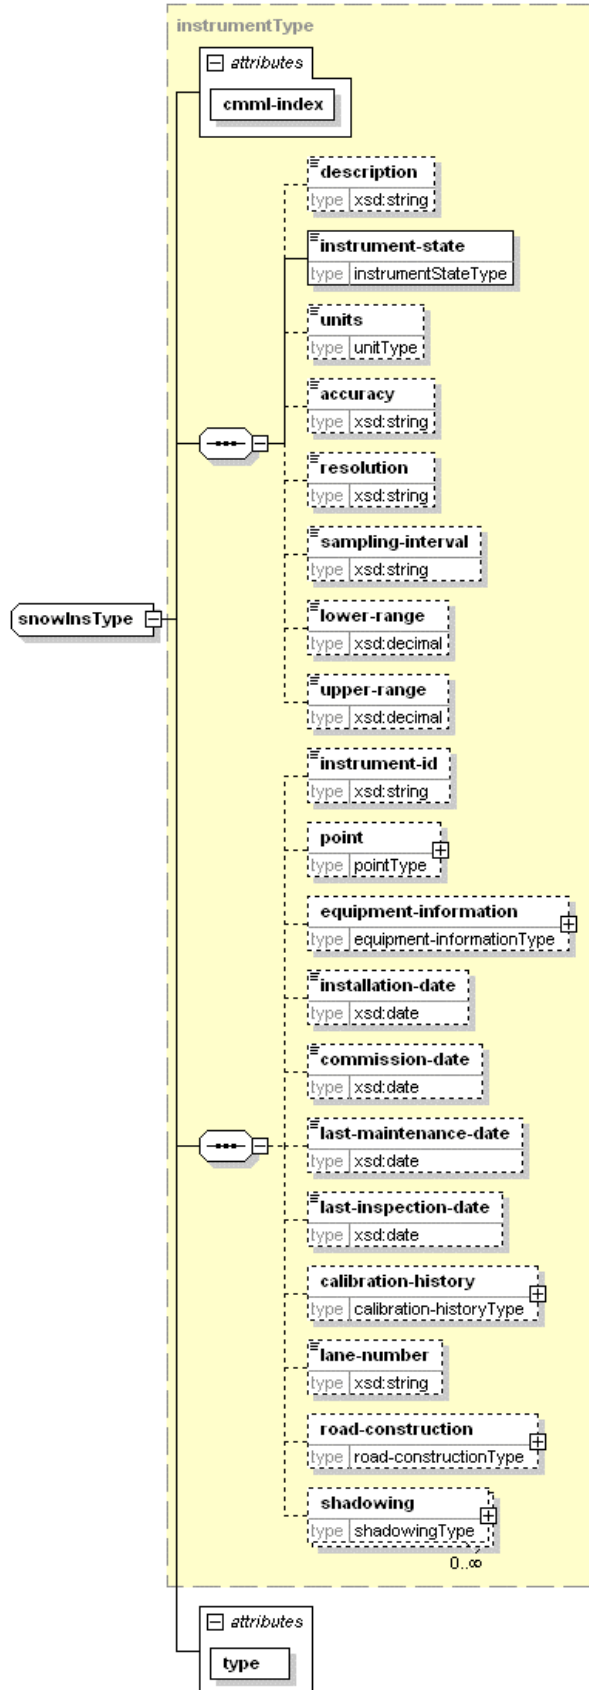 instrumentType
attributes
cmml-index
description
type xsd:string
instrument-state
type instrumentStateType
units
type unitType
accuracy
type xsd:string
resolution
type xsd:string
sampling-interval
type xsd:string
snowInsType
lower-range
type xsd:decimal
upper-range
type xsd:decimal
instrument-id
type xsd:string
point
type pointType
equipment-information
type equipment-informationType
installation-date
type xsd:date
commission-date
type xsd:date
last-maintenance-date
type xsd:date
last-inspection-date
type xsd:date
calibration-history
type calibration-historyType
lane-number
type xsd:string
road-construction
type road-constructionType
shadowing
type shadowingType
0..∞
attributes
type